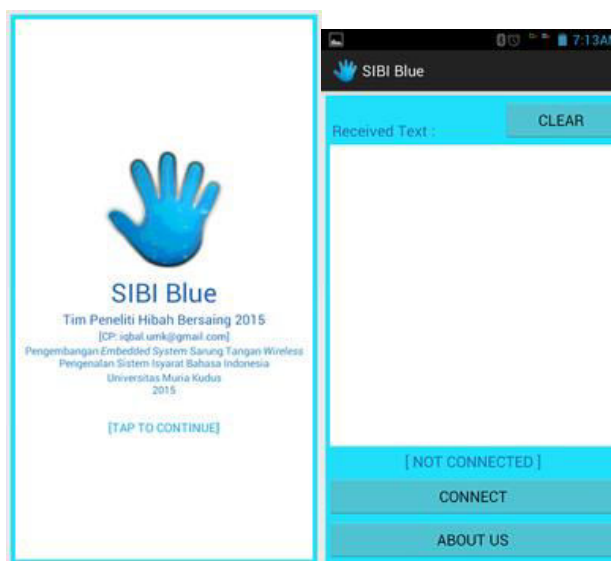 SIBI Blue
Tim Peneliti Hibah Bersaing 2015
[CP: iqbal.umk@gmail.com]
Pengembangan Embedded System Sarung Tangan Wireless
Pengenalan Sistem Isyarat Bahasa Indonesia
Universitas Muria Kudus
2015
[TAP TO CONTINUE]
7:13AM
SIBI Blue
CLEAR
Received Text :
[ NOT CONNECTED ]
CONNECT
ABOUT US